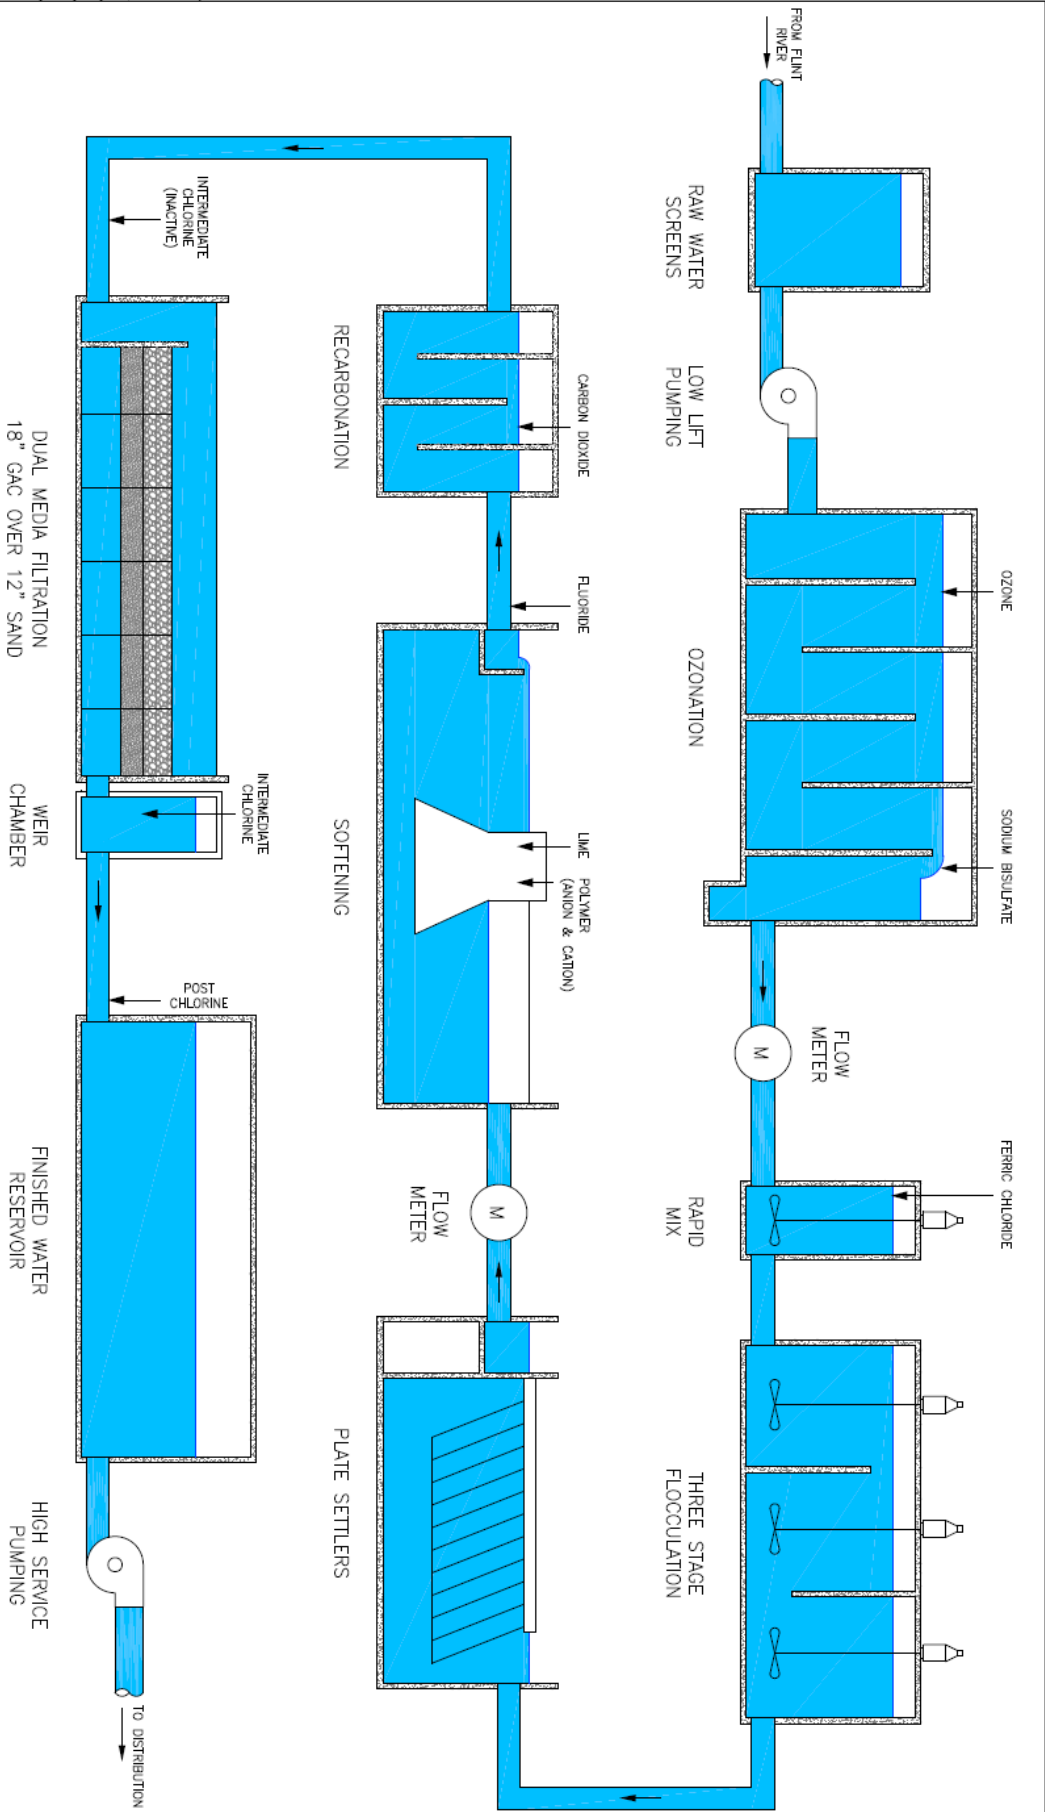 FROM FLINT
RIVER
RAW WATER
SCREENS
LOW LIFT
PUMPING
OZONE
OZONATION
SODIUM BISULFATE
FLOW
METER
M
FERRIC CHLORIDE
RAPID
MIX
THREE STAGE
FLOCCULATION
PLATE SETTLERS
FLOW
METER
M
LIME
POLYMER
(ANION & CATION)
SOFTENING
FLUORIDE
CARBON DIOXIDE
RECARBONATION
INTERMEDIATE
CHLORINE
(INACTIVE)
DUAL MEDIA FILTRATION
18" GAC OVER 12" SAND
INTERMEDIATE
CHLORINE
WEIR
CHAMBER
POST
CHLORINE
FINISHED WATER
RESERVOIR
HIGH SERVICE
PUMPING
TO DISTRIBUTION